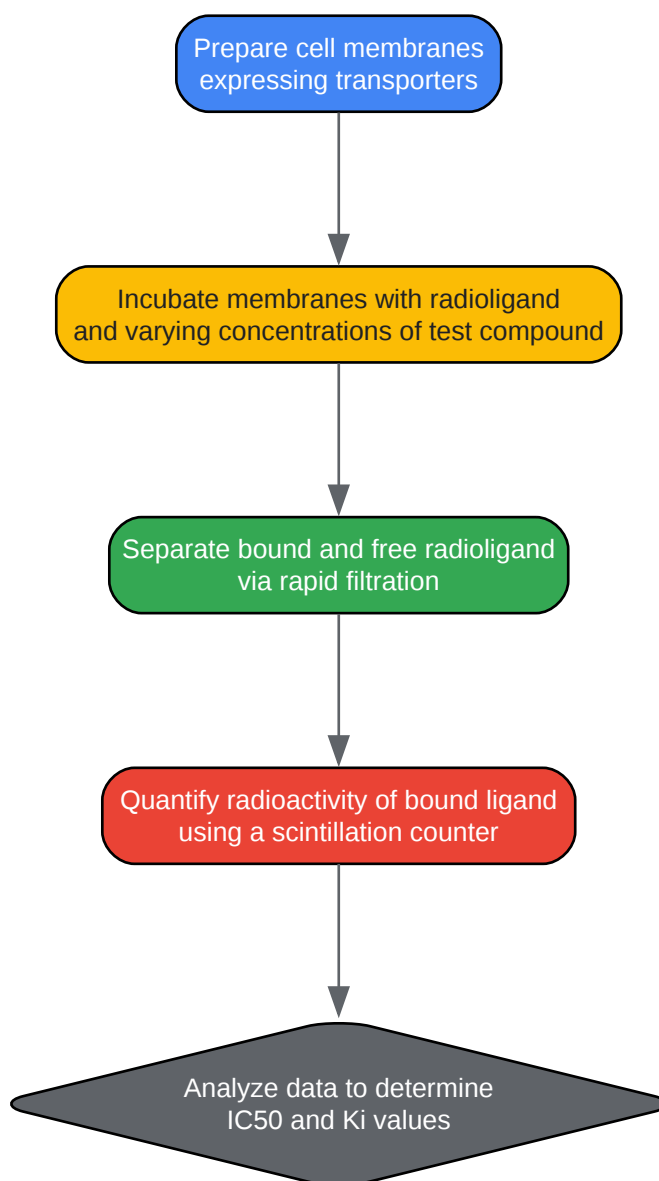 Prepare cell membranes
expressing transporters
Incubate membranes with radioligand
and varying concentrations of test compound
Separate bound and free radioligand
via rapid filtration
Quantify radioactivity of bound ligand
using a scintillation counter
Analyze data to determine
IC50 and Ki values